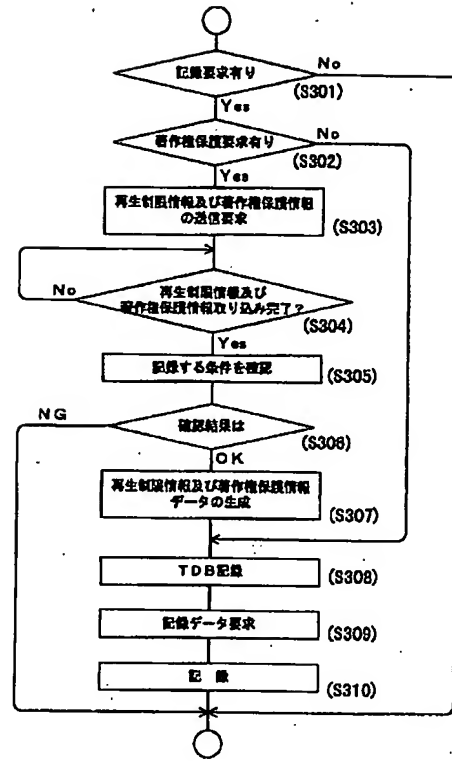 記録要求有り
No
(S301)
Yes
著作権保護要求有り
No
(S302)
Yes
再生制限情報及び著作権保護情報
の送信要求
(S303)
再生制限情報及び
著作権保護情報取り込み完了?
No
(S304)
Yes
記録する条件を確認
(S305)
NG
確認結果は
(S306)
OK
再生制限情報及び著作権保護情報
データの生成
(S307)
TDB記録
(S308)
記録データ要求
(S309)
記 録
(S310)